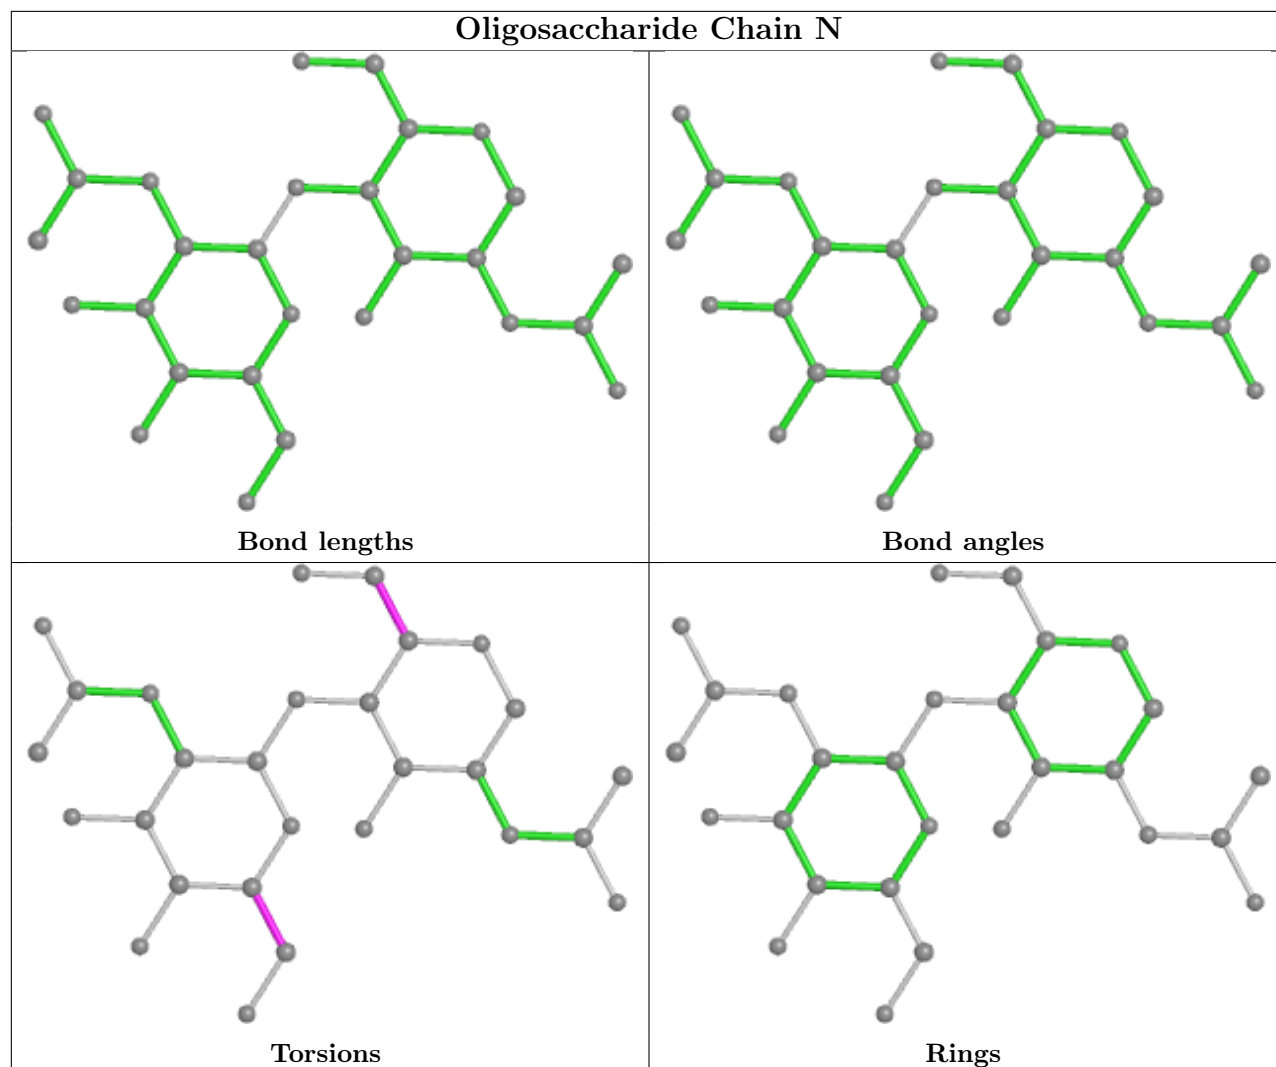 Oligosaccharide Chain N
Bond lengths
Bond angles
Torsions
Rings